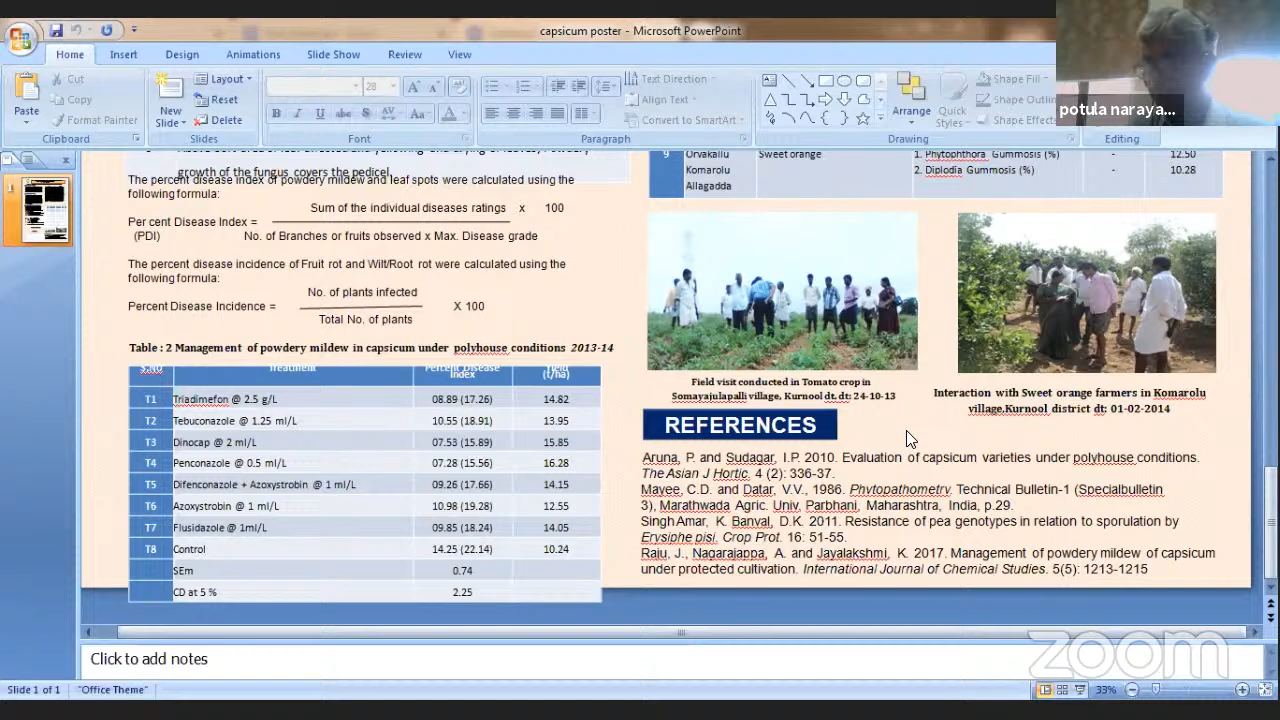 capsicum poster - Microsoft PowerPoint
Home Insert Design Slide Show Animations Review View
Cut
Copy
Format Painter
Paste
Clipboard
New
Slide
Layout
Reset
Delete
Slides
28
Font
Text Direction
Align Text
Convert to SmartArt
Paragraph
Arrange
Quick
Styles
Shape Fill
Shape Outline
Shape Effects
Drawing
Editing
potula naraya...
1
growth of the fungus covers the pedicel.
The percent disease index of powdery mildew and leaf spots were calculated using the
following formula:
Sum of the individual diseases ratings x 100
Per cent Disease Index =
(PDI) No. of Branches or fruits observed x Max. Disease grade
The percent disease incidence of Fruit rot and Wilt/Root rot were calculated using the
following formula:
No. of plants infected
Percent Disease Incidence = X 100
Total No. of plants
Table : 2 Management of powdery mildew in capsicum under polyhouse conditions 2013-14
S.No Treatment Percent Disease Index Yield (t/ha)
T1 Triadimefon @ 2.5 g/L 08.89 (17.26) 14.82
T2 Tebuconazole @ 1.25 ml/L 10.55 (18.91) 13.95
T3 Dinocap @ 2 ml/L 07.53 (15.89) 15.85
T4 Penconazole @ 0.5 ml/L 07.28 (15.56) 16.28
T5 Difenconazole + Azoxystrobin @ 1 ml/L 09.26 (17.66) 14.15
T6 Azoxystrobin @ 1 ml/L 10.98 (19.28) 12.55
T7 Flusidazole @ 1ml/L 09.85 (18.24) 14.05
T8 Control 14.25 (22.14) 10.24
SEm 0.74
CD at 5 % 2.25
9 Orvakallu Sweet orange 1. Phytophthora Gummosis (%) - 12.50
Komarolu 2. Diplodia Gummosis (%) - 10.28
Allagadda
Field visit conducted in Tomato crop in
Somayajulapalli village, Kurnool dt. dt: 24-10-13
Interaction with Sweet orange farmers in Komarolu
village,Kurnool district dt: 01-02-2014
REFERENCES
Aruna, P. and Sudagar, I.P. 2010. Evaluation of capsicum varieties under polyhouse conditions.
The Asian J Hortic. 4 (2): 336-37.
Mayee, C.D. and Datar, V.V., 1986. Phytopathometry. Technical Bulletin-1 (Specialbulletin
3), Marathwada Agric. Univ. Parbhani, Maharashtra, India, p.29.
Singh Amar, K. Banval, D.K. 2011. Resistance of pea genotypes in relation to sporulation by
Erysiphe pisi. Crop Prot. 16: 51-55.
Raju, J., Nagarajappa, A. and Jayalakshmi, K. 2017. Management of powdery mildew of capsicum
under protected cultivation. International Journal of Chemical Studies. 5(5): 1213-1215
Click to add notes
zoom
Slide 1 of 1 "Office Theme" 33%